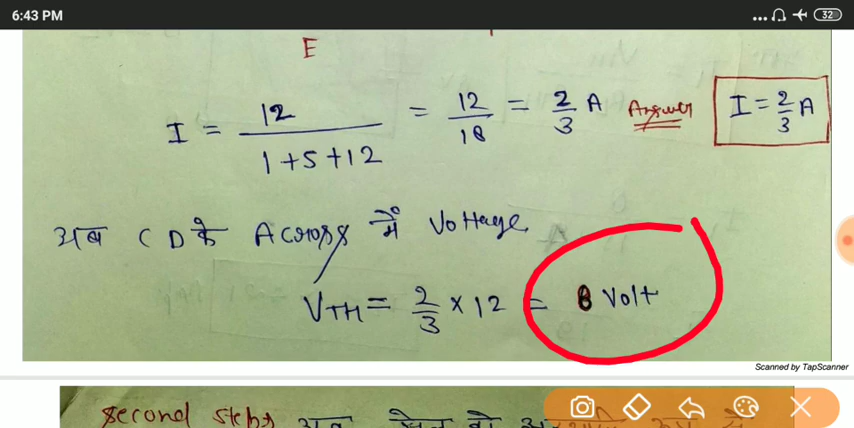 6:43 PM ... 32
E
I = 12 / (1+5+12) = 12/18 = 2/3 A Answer I = 2/3 A
अब CD के Across में Voltage
VTH = 2/3 × 12 = 8 Volt
Scanned by TapScanner
second steps अब